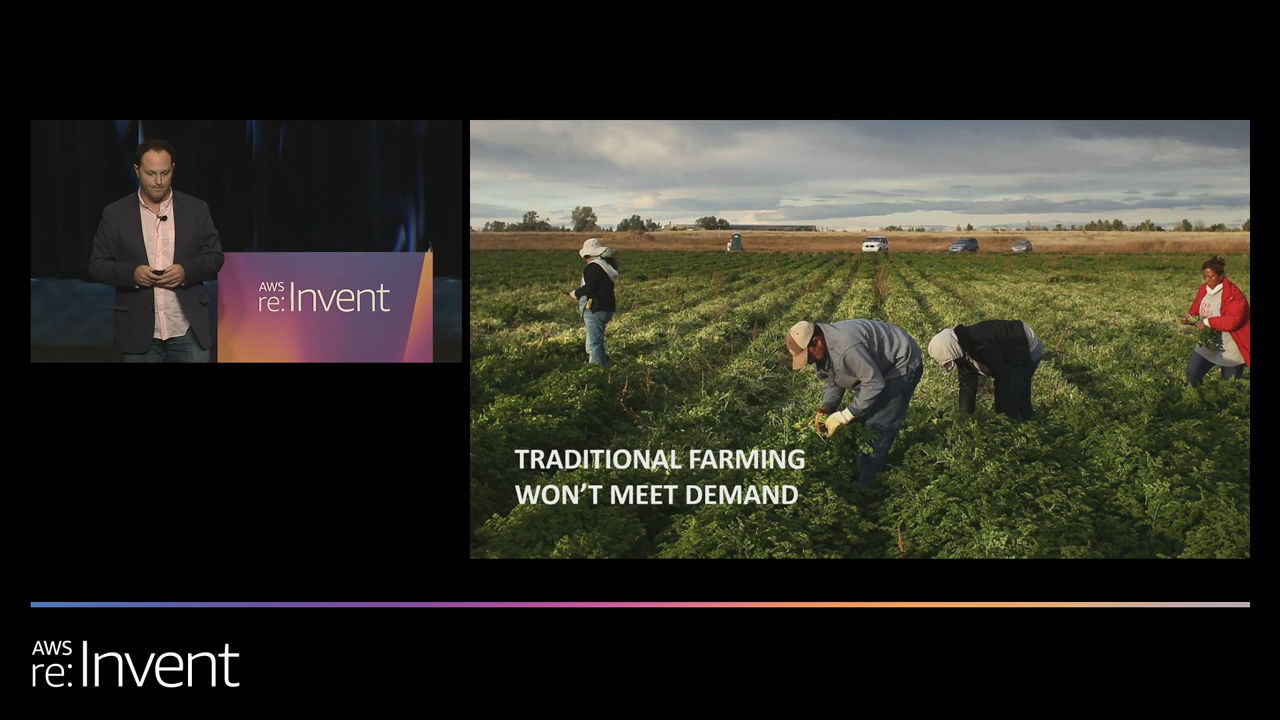 AWS
re:Invent
TRADITIONAL FARMING
WON'T MEET DEMAND
AWS
re:Invent